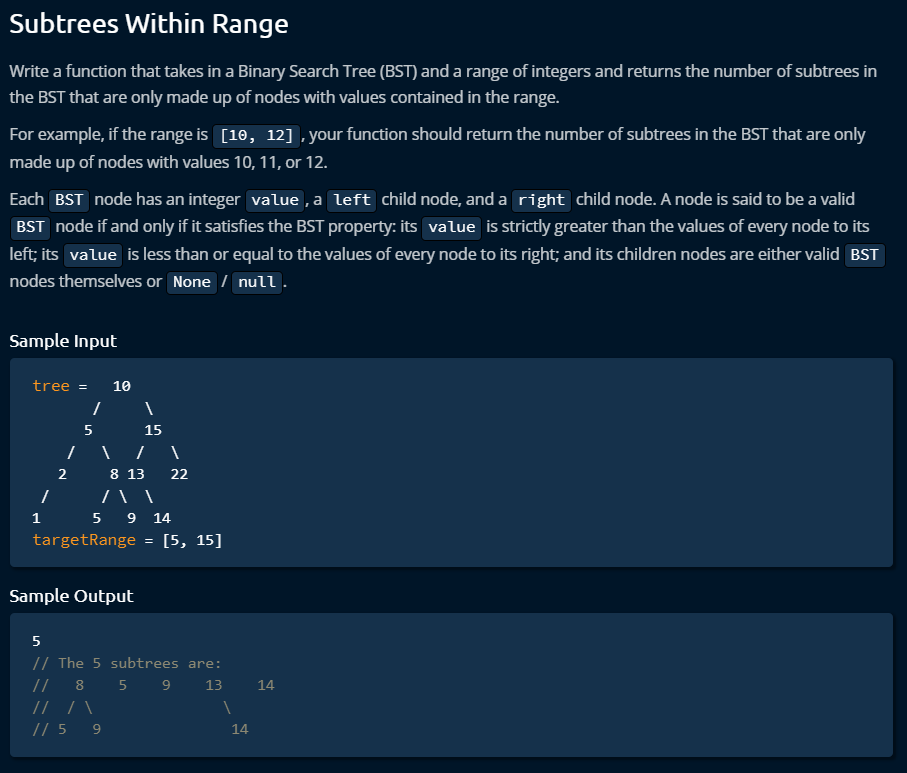 Subtrees Within Range
Write a function that takes in a Binary Search Tree (BST) and a range of integers and returns the number of subtrees in
the BST that are only made up of nodes with values contained in the range.
For example, if the range is [10, 12], your function should return the number of subtrees in the BST that are only
made up of nodes with values 10, 11, or 12.
Each BST node has an integer value, a left child node, and a right child node. A node is said to be a valid
BST node if and only if it satisfies the BST property: its value is strictly greater than the values of every node to its
left; its value is less than or equal to the values of every node to its right; and its children nodes are either valid BST
nodes themselves or None / null.
Sample Input
tree =   10
       /     \
      5      15
    /   \   /   \
   2     8 13   22
 /      / \  \
1      5   9  14
targetRange = [5, 15]
Sample Output
5
// The 5 subtrees are:
//   8    5    9    13    14
//  / \               \
// 5   9               14